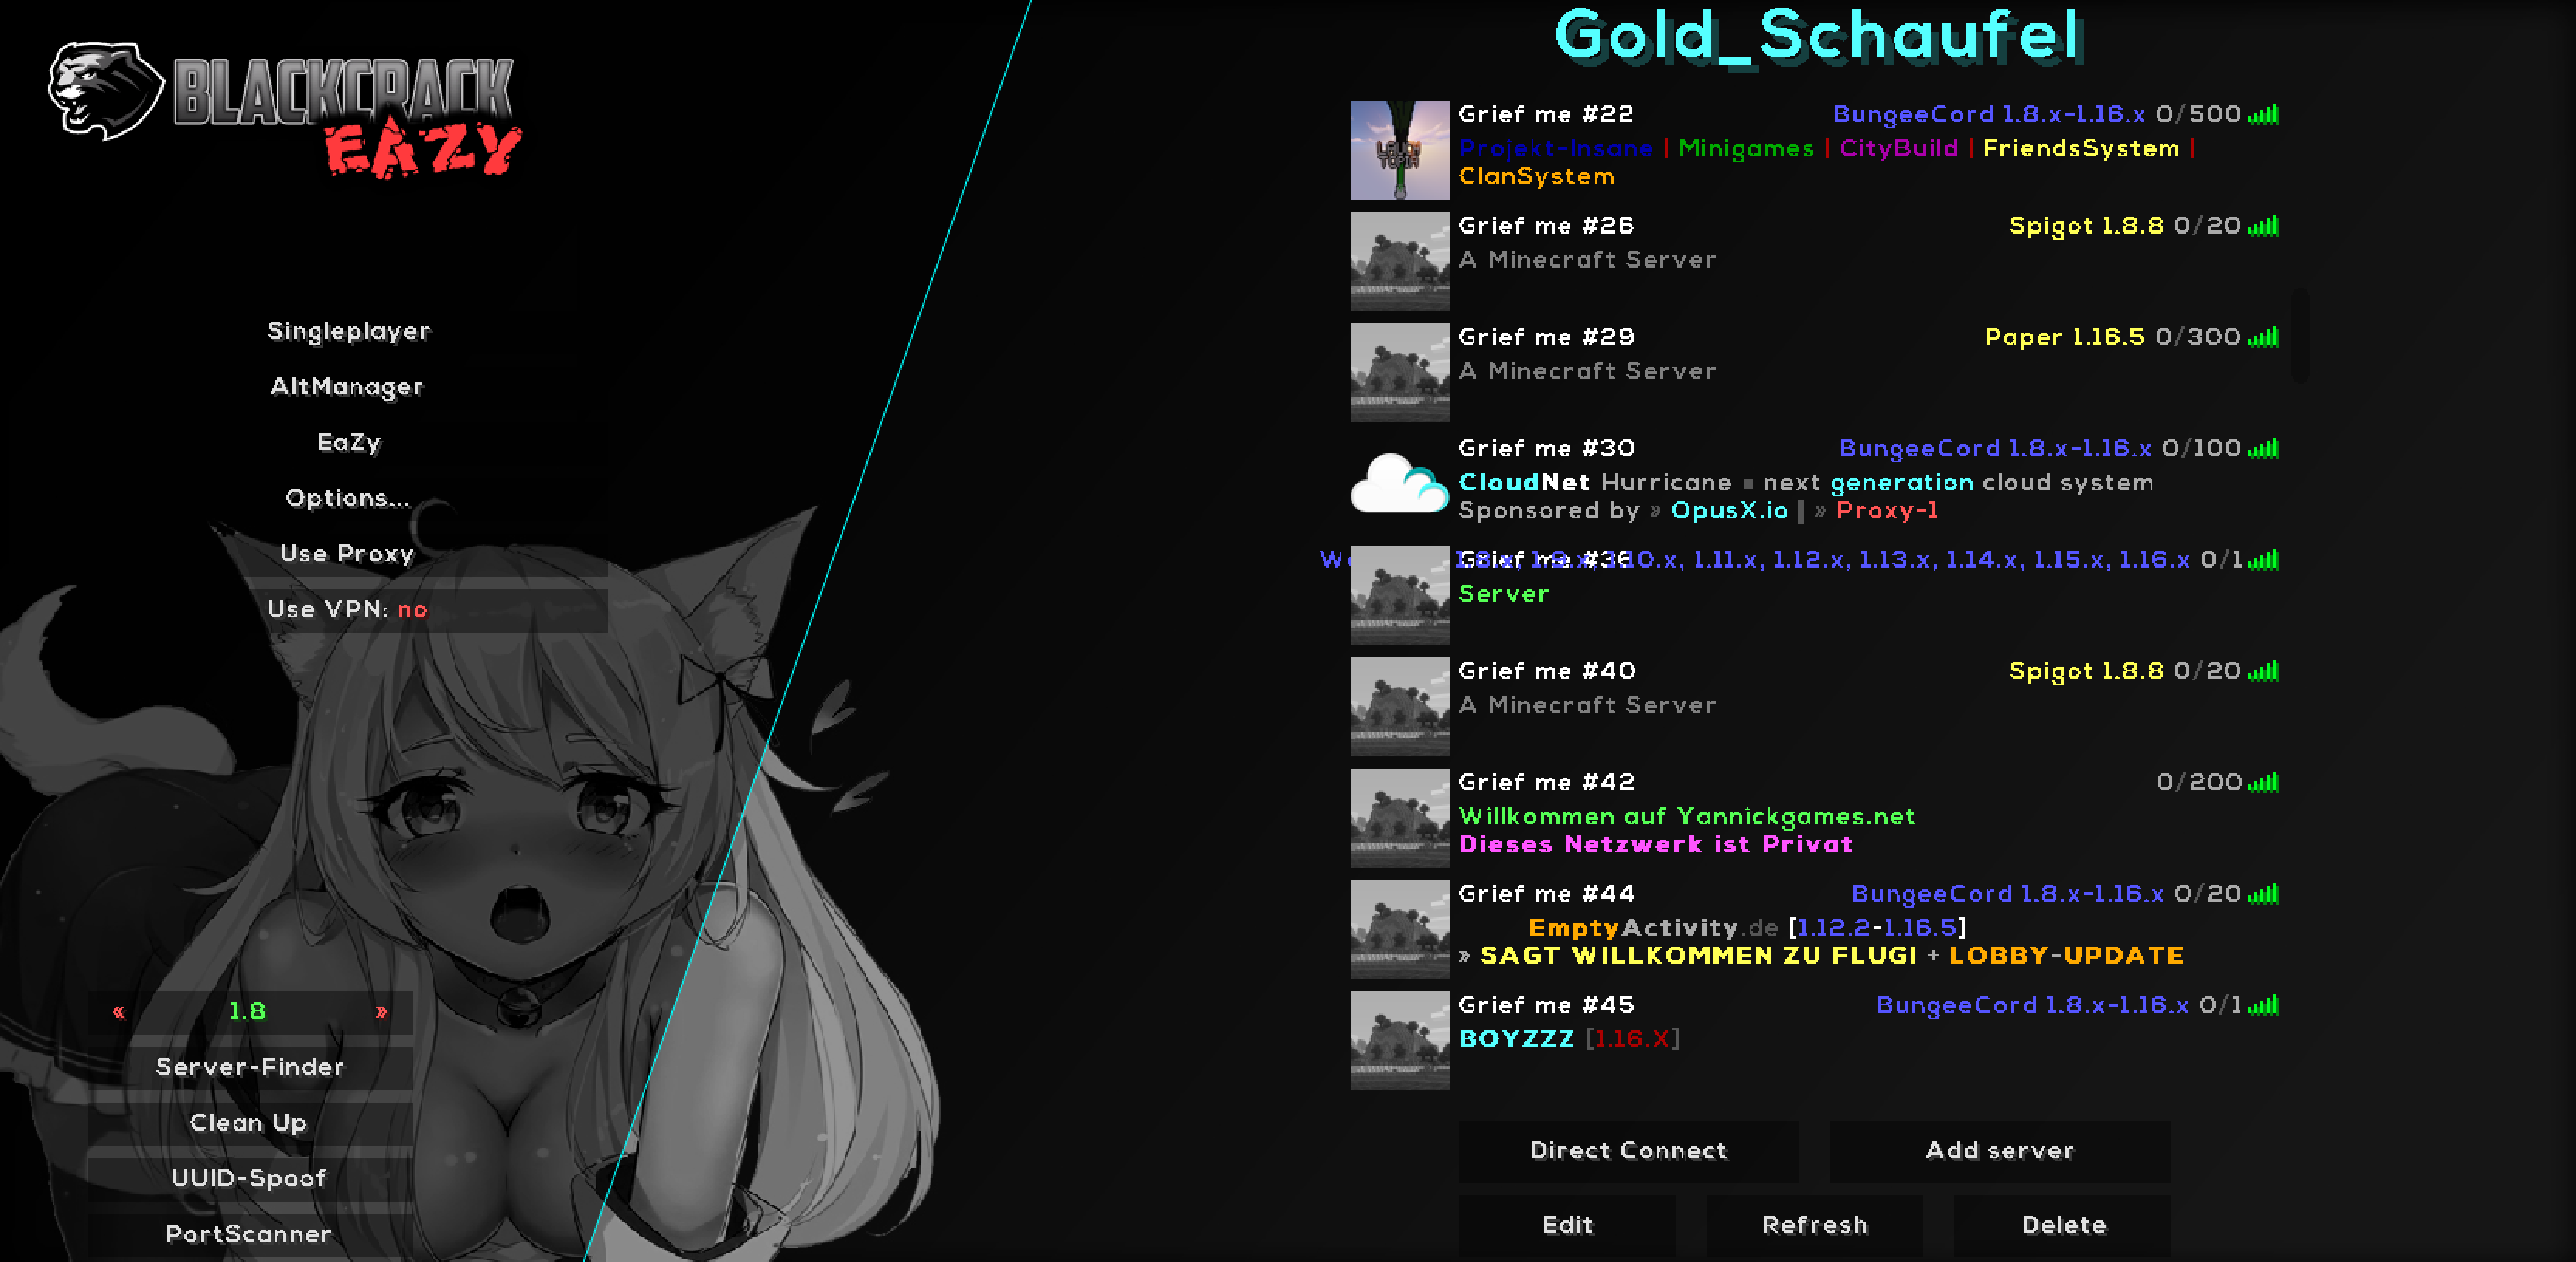 BLACKCRACK
EAZY
Singleplayer
AltManager
EaZy
Options...
Use Proxy
Use VPN: no
« 1.8 »
Server-Finder
Clean Up
UUID-Spoof
PortScanner
Gold_Schaufel
Grief me #22 BungeeCord 1.8.x-1.16.x 0/500
Projekt-Insane | Minigames | CityBuild | FriendsSystem |
ClanSystem
Grief me #26 Spigot 1.8.8 0/20
A Minecraft Server
Grief me #29 Paper 1.16.5 0/300
A Minecraft Server
Grief me #30 BungeeCord 1.8.x-1.16.x 0/100
CloudNet Hurricane ▪ next generation cloud system
Sponsored by » OpusX.io | » Proxy-1
Grief me #36 1.8.x, 1.9.x, 1.10.x, 1.11.x, 1.12.x, 1.13.x, 1.14.x, 1.15.x, 1.16.x 0/1
Server
Grief me #40 Spigot 1.8.8 0/20
A Minecraft Server
Grief me #42 0/200
Willkommen auf Yannickgames.net
Dieses Netzwerk ist Privat
Grief me #44 BungeeCord 1.8.x-1.16.x 0/20
EmptyActivity.de [1.12.2-1.16.5]
» SAGT WILLKOMMEN ZU FLUGI + LOBBY-UPDATE
Grief me #45 BungeeCord 1.8.x-1.16.x 0/1
BOYZZZ [1.16.X]
Direct Connect Add server
Edit Refresh Delete